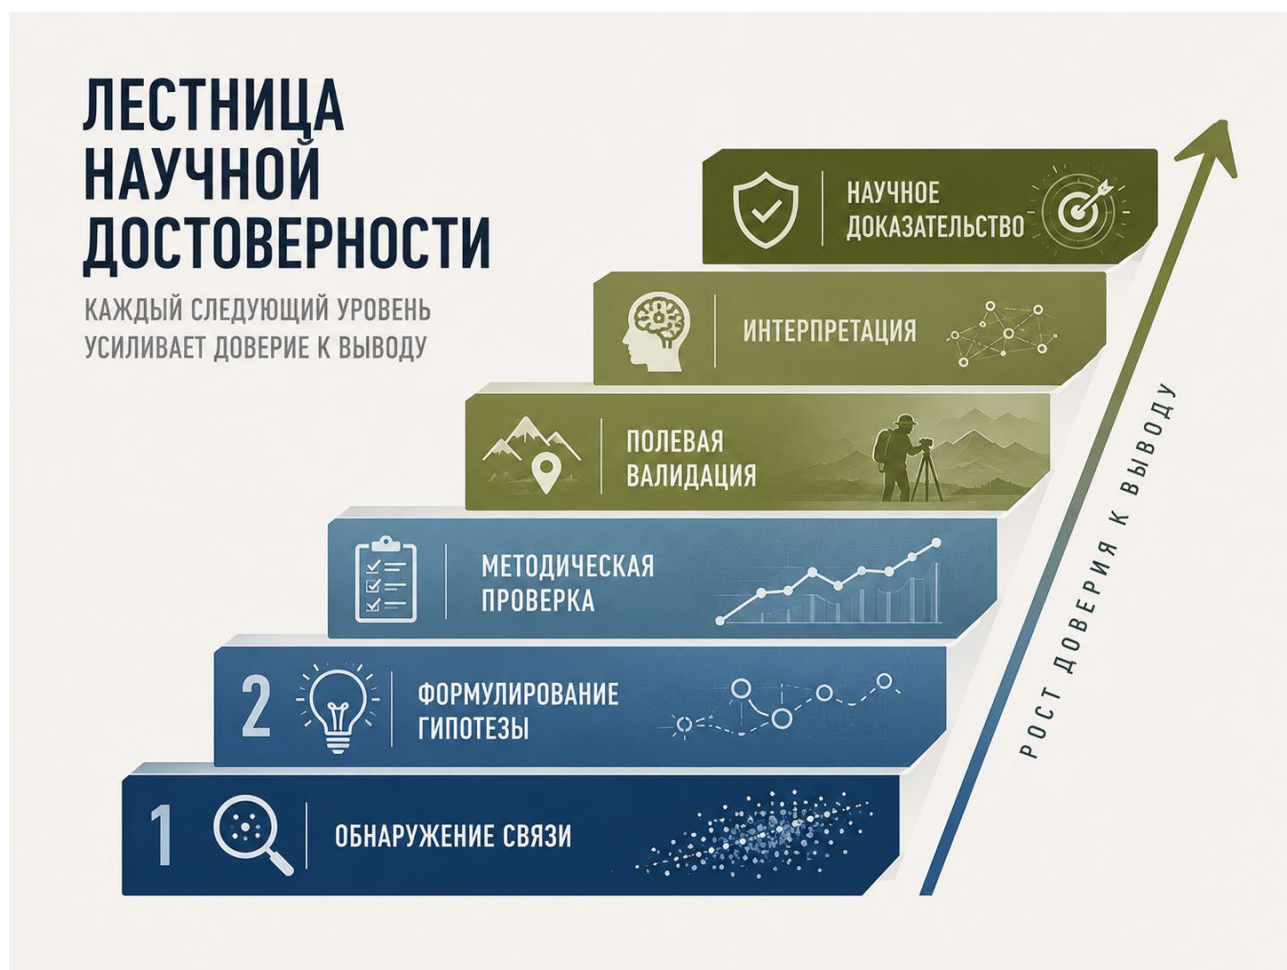 ЛЕСТНИЦА
НАУЧНОЙ
ДОСТОВЕРНОСТИ
КАЖДЫЙ СЛЕДУЮЩИЙ УРОВЕНЬ
УСИЛИВАЕТ ДОВЕРИЕ К ВЫВОДУ
НАУЧНОЕ
ДОКАЗАТЕЛЬСТВО
ИНТЕРПРЕТАЦИЯ
ПОЛЕВАЯ
ВАЛИДАЦИЯ
МЕТОДИЧЕСКАЯ
ПРОВЕРКА
2
ФОРМУЛИРОВАНИЕ
ГИПОТЕЗЫ
1
ОБНАРУЖЕНИЕ СВЯЗИ
РОСТ ДОВЕРИЯ К ВЫВОДУ